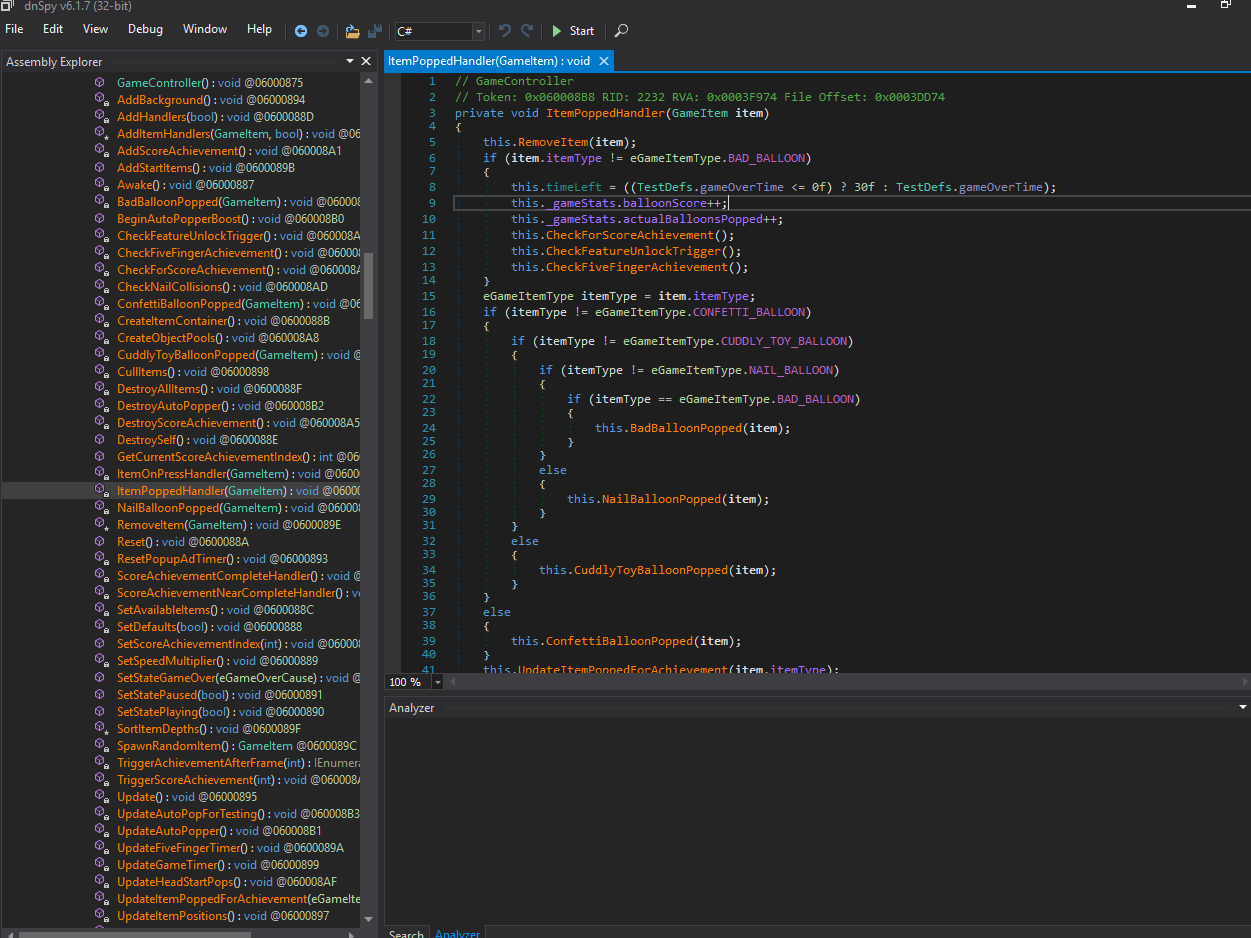 dnSpy v6.1.7 (32-bit)
File Edit View Debug Window Help C# Start
Assembly Explorer
GameController() : void @06000875
AddBackground() : void @06000894
AddHandlers(bool) : void @0600088D
AddItemHandlers(GameItem, bool) : void @06
AddScoreAchievement() : void @060008A1
AddStartItems() : void @0600089B
Awake() : void @06000887
BadBalloonPopped(GameItem) : void @060008
BeginAutoPopperBoost() : void @060008B0
CheckFeatureUnlockTrigger() : void @060008A
CheckFiveFingerAchievement() : void @060008
CheckForScoreAchievement() : void @060008A
CheckNailCollisions() : void @060008AD
ConfettiBalloonPopped(GameItem) : void @06
CreateItemContainer() : void @0600088B
CreateObjectPools() : void @060008A8
CuddlyToyBalloonPopped(GameItem) : void @
CullItems() : void @06000898
DestroyAllItems() : void @0600088F
DestroyAutoPopper() : void @060008B2
DestroyScoreAchievement() : void @060008A5
DestroySelf() : void @0600088E
GetCurrentScoreAchievementIndex() : int @06
ItemOnPressHandler(GameItem) : void @0600
ItemPoppedHandler(GameItem) : void @0600
NailBalloonPopped(GameItem) : void @06000
RemoveItem(GameItem) : void @0600089E
Reset() : void @0600088A
ResetPopupAdTimer() : void @06000893
ScoreAchievementCompleteHandler() : void @
ScoreAchievementNearCompleteHandler() : v
SetAvailableItems() : void @0600088C
SetDefaults(bool) : void @06000888
SetScoreAchievementIndex(int) : void @06000
SetSpeedMultiplier() : void @06000889
SetStateGameOver(eGameOverCause) : void @
SetStatePaused(bool) : void @06000891
SetStatePlaying(bool) : void @06000890
SortItemDepths() : void @0600089F
SpawnRandomItem() : GameItem @0600089C
TriggerAchievementAfterFrame(int) : IEnumera
TriggerScoreAchievement(int) : void @060008A
Update() : void @06000895
UpdateAutoPopForTesting() : void @060008B3
UpdateAutoPopper() : void @060008B1
UpdateFiveFingerTimer() : void @0600089A
UpdateGameTimer() : void @06000899
UpdateHeadStartPops() : void @060008AF
UpdateItemPoppedForAchievement(eGameIte
UpdateItemPositions() : void @06000897
ItemPoppedHandler(GameItem) : void
1 // GameController
2 // Token: 0x060008B8 RID: 2232 RVA: 0x0003F974 File Offset: 0x0003DD74
3 private void ItemPoppedHandler(GameItem item)
4 {
5 this.RemoveItem(item);
6 if (item.itemType != eGameItemType.BAD_BALLOON)
7 {
8 this.timeLeft = ((TestDefs.gameOverTime <= 0f) ? 30f : TestDefs.gameOverTime);
9 this._gameStats.balloonScore++;
10 this._gameStats.actualBalloonsPopped++;
11 this.CheckForScoreAchievement();
12 this.CheckFeatureUnlockTrigger();
13 this.CheckFiveFingerAchievement();
14 }
15 eGameItemType itemType = item.itemType;
16 if (itemType != eGameItemType.CONFETTI_BALLOON)
17 {
18 if (itemType != eGameItemType.CUDDLY_TOY_BALLOON)
19 {
20 if (itemType != eGameItemType.NAIL_BALLOON)
21 {
22 if (itemType == eGameItemType.BAD_BALLOON)
23 {
24 this.BadBalloonPopped(item);
25 }
26 }
27 else
28 {
29 this.NailBalloonPopped(item);
30 }
31 }
32 else
33 {
34 this.CuddlyToyBalloonPopped(item);
35 }
36 }
37 else
38 {
39 this.ConfettiBalloonPopped(item);
40 }
41 this.UpdateItemPoppedForAchievement(item.itemType);
100 %
Analyzer
Search Analyzer